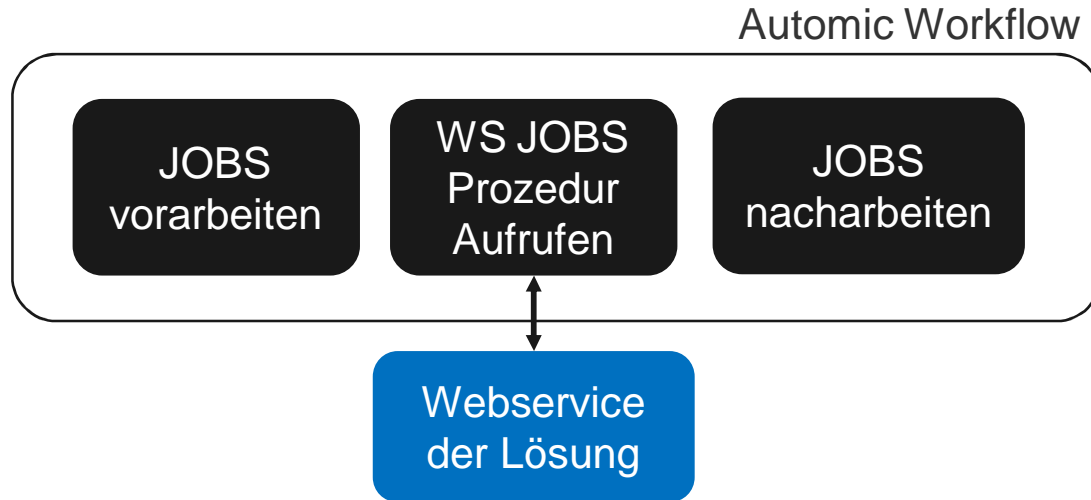 Automic Workflow
JOBS
vorarbeiten
WS JOBS
Prozedur
Aufrufen
JOBS
nacharbeiten
Webservice
der Lösung